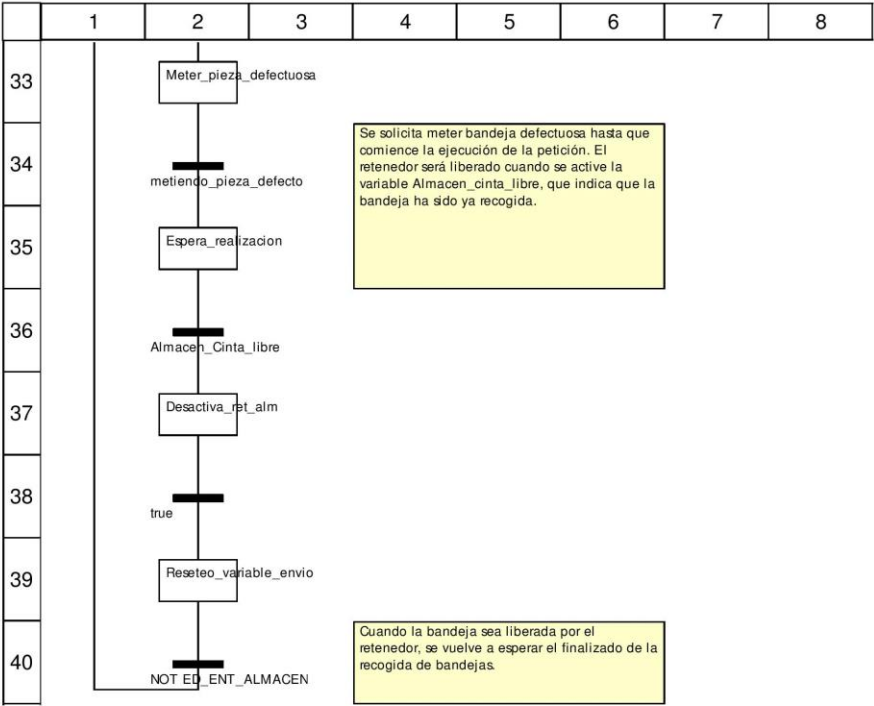 1 2 3 4 5 6 7 8
33
Meter_pieza_defectuosa
34
metiendo_pieza_defecto
Se solicita meter bandeja defectuosa hasta que
comience la ejecución de la petición. El
retenedor será liberado cuando se active la
variable Almacen_cinta_libre, que indica que la
bandeja ha sido ya recogida.
35
Espera_realizacion
36
Almacen_Cinta_libre
37
Desactiva_ret_alm
38
true
39
Reseteo_variable_envio
40
NOT ED_ENT_ALMACEN
Cuando la bandeja sea liberada por el
retenedor, se vuelve a esperar el finalizado de la
recogida de bandejas.